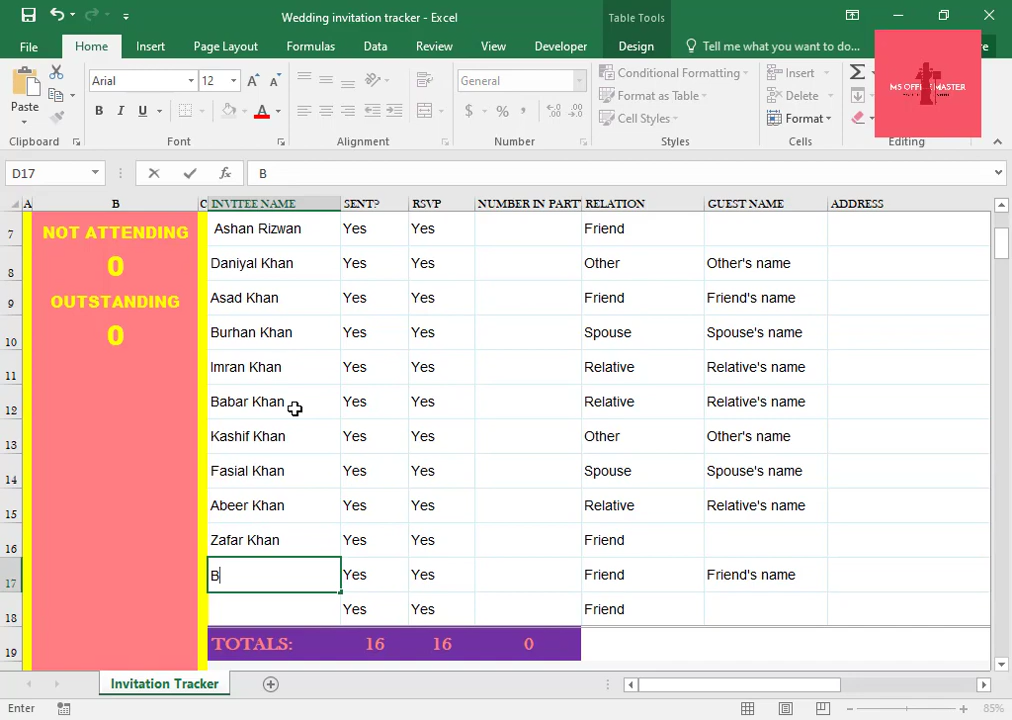 Wedding invitation tracker - Excel
Table Tools
File Home Insert Page Layout Formulas Data Review View Developer Design Tell me what you want to do...
MS OFFICE MASTER
Paste
Arial 12
B I U
General
$ % ,
Conditional Formatting
Format as Table
Cell Styles
Insert
Delete
Format
Clipboard Font Alignment Number Styles Cells Editing
D17 fx B
A B C INVITEE NAME SENT? RSVP NUMBER IN PARTY RELATION GUEST NAME ADDRESS
NOT ATTENDING
0
OUTSTANDING
0
7 Ashan Rizwan Yes Yes Friend
8 Daniyal Khan Yes Yes Other Other's name
9 Asad Khan Yes Yes Friend Friend's name
10 Burhan Khan Yes Yes Spouse Spouse's name
11 Imran Khan Yes Yes Relative Relative's name
12 Babar Khan Yes Yes Relative Relative's name
13 Kashif Khan Yes Yes Other Other's name
14 Fasial Khan Yes Yes Spouse Spouse's name
15 Abeer Khan Yes Yes Relative Relative's name
16 Zafar Khan Yes Yes Friend
17 B Yes Yes Friend Friend's name
18 Yes Yes Friend
19 TOTALS: 16 16 0
Invitation Tracker
Enter 85%